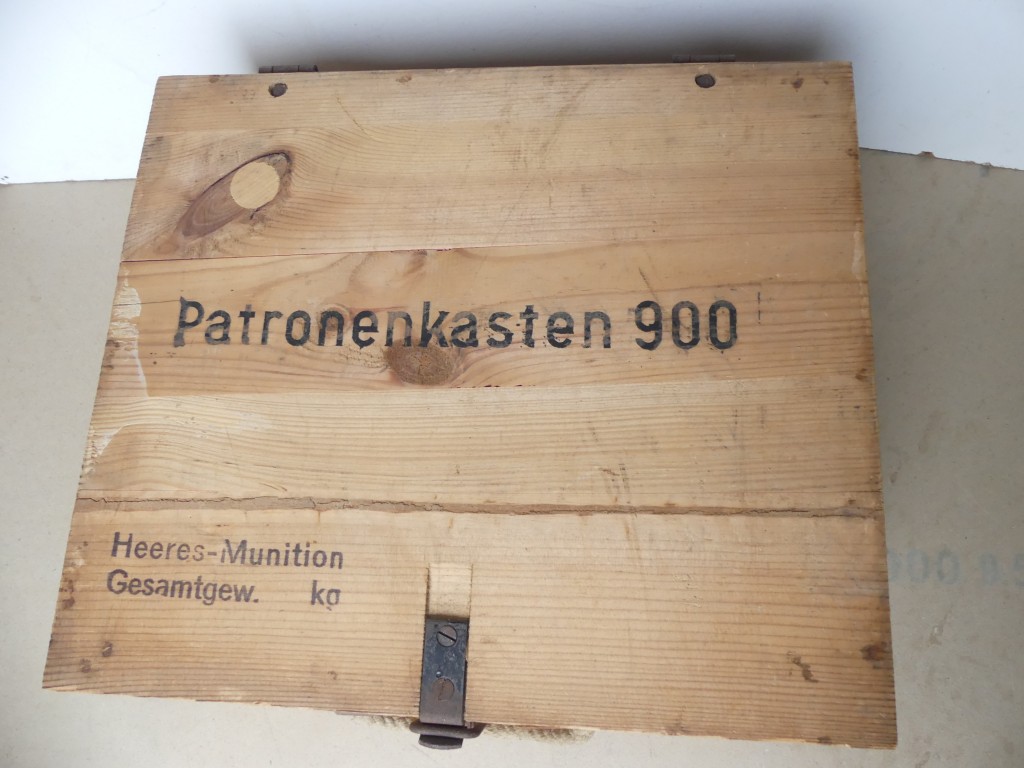 Patronenkasten 900
Heeres-Munition
Gesamtgew. kg